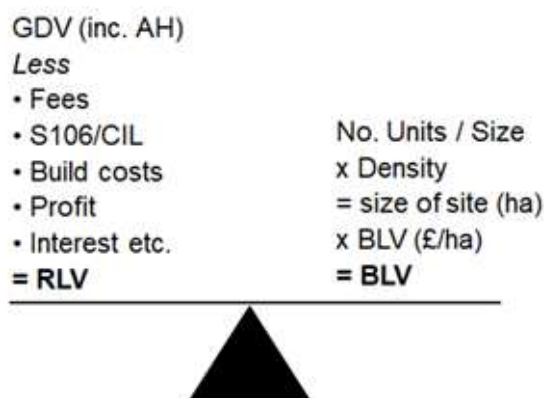 GDV (inc. AH)
Less
• Fees
• S106/CIL
• Build costs
• Profit
• Interest etc.
= RLV
No. Units / Size
x Density
= size of site (ha)
x BLV (£/ha)
= BLV